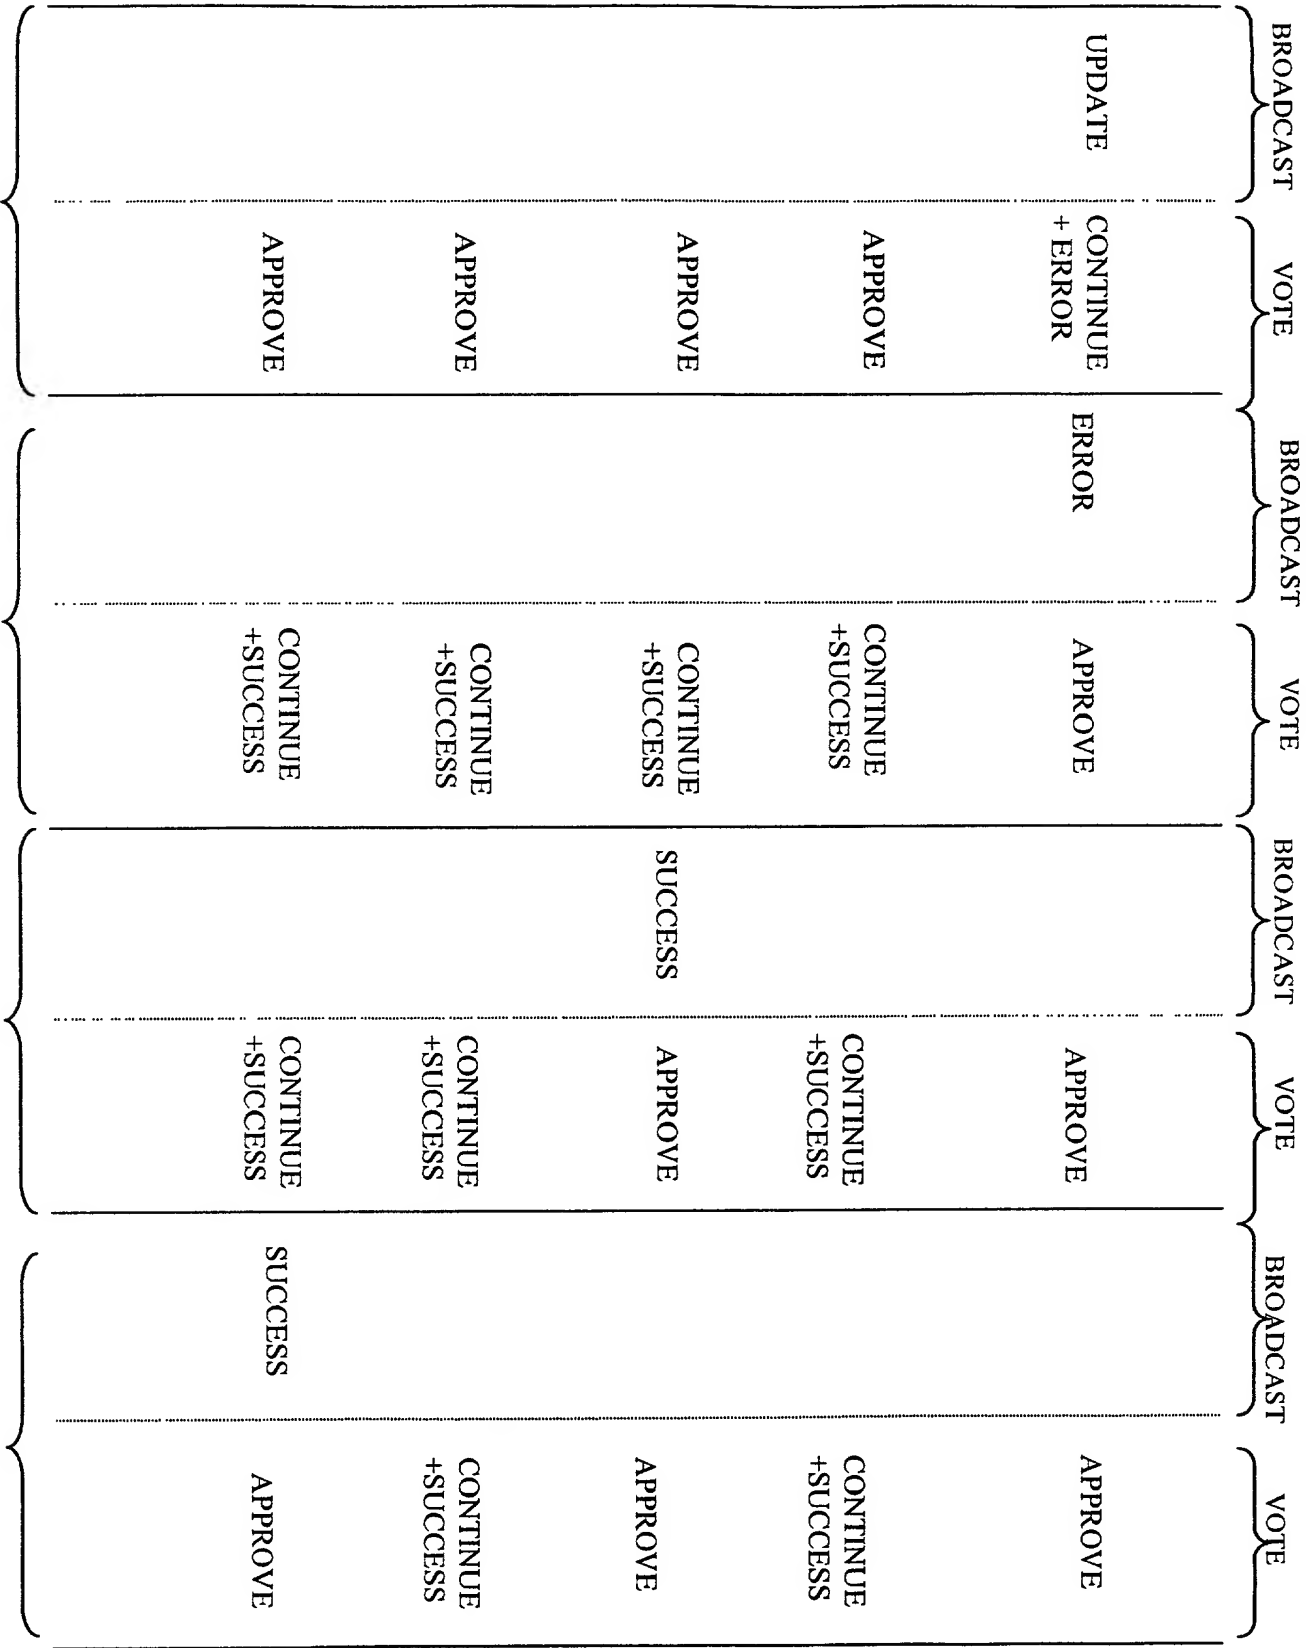 BROADCAST
VOTE
BROADCAST
VOTE
BROADCAST
VOTE
BROADCAST
VOTE
UPDATE
CONTINUE
+ ERROR
ERROR
APPROVE
APPROVE
APPROVE
APPROVE
CONTINUE
+SUCCESS
CONTINUE
+SUCCESS
CONTINUE
+SUCCESS
APPROVE
CONTINUE
+SUCCESS
SUCCESS
APPROVE
APPROVE
APPROVE
CONTINUE
+SUCCESS
CONTINUE
+SUCCESS
CONTINUE
+SUCCESS
APPROVE
CONTINUE
+SUCCESS
CONTINUE
+SUCCESS
SUCCESS
APPROVE